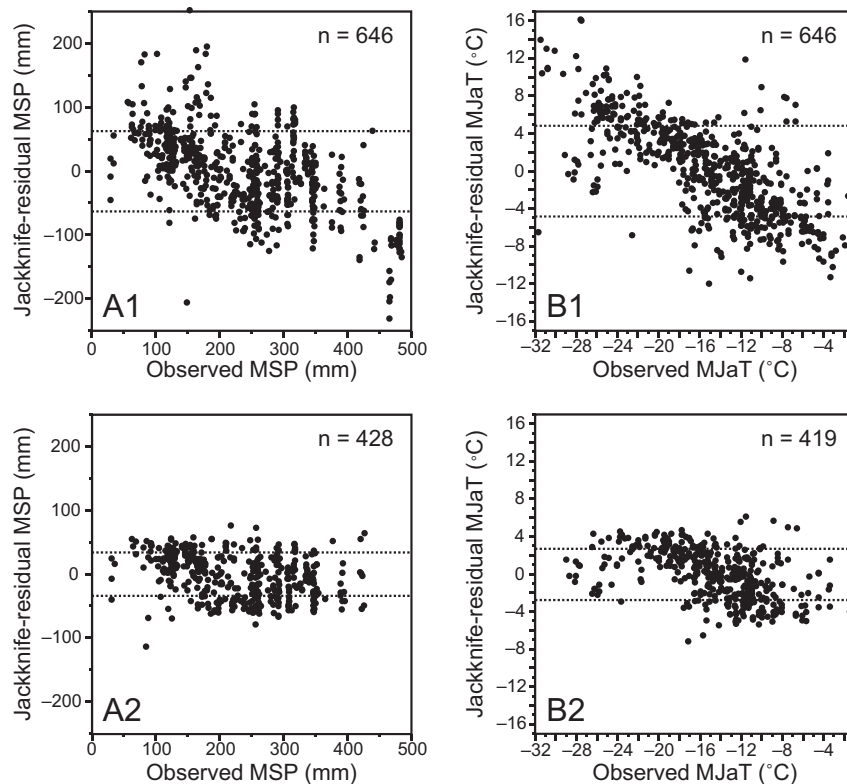 n = 646
200
100
0
–100
–200
0 100 200 300 400 500
Jackknife-residual MSP (mm)
Observed MSP (mm)
A1
n = 646
16
12
8
4
0
–4
–8
–12
–16
–32 –28 –24 –20 –16 –12 –8 –4
Jackknife-residual MJaT (°C)
Observed MJaT (°C)
B1
n = 428
200
100
0
–100
–200
0 100 200 300 400 500
Jackknife-residual MSP (mm)
Observed MSP (mm)
A2
n = 419
16
12
8
4
0
–4
–8
–12
–16
–32 –28 –24 –20 –16 –12 –8 –4
Jackknife-residual MJaT (°C)
Observed MJaT (°C)
B2